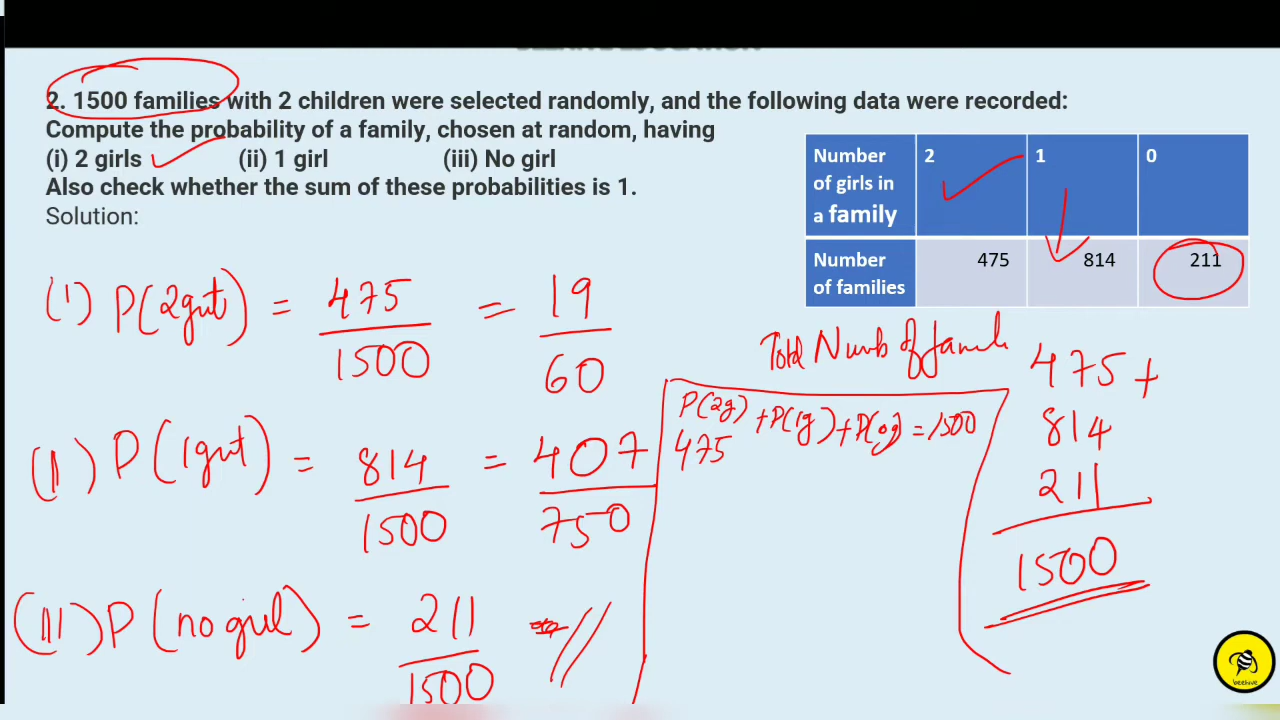 2. 1500 families with 2 children were selected randomly, and the following data were recorded:
Compute the probability of a family, chosen at random, having
(i) 2 girls (ii) 1 girl (iii) No girl
Also check whether the sum of these probabilities is 1.
Solution:
Number of girls in a family 2 1 0
Number of families 475 814 211
(I) P(2girl) = 475/1500 = 19/60
(II) P(1girl) = 814/1500 = 407/750
(III) P(no girl) = 211/1500
Total Numb of famili
475 +
814
211
1500
P(2g) + P(1g) + P(0g) = 1500
475
beehive